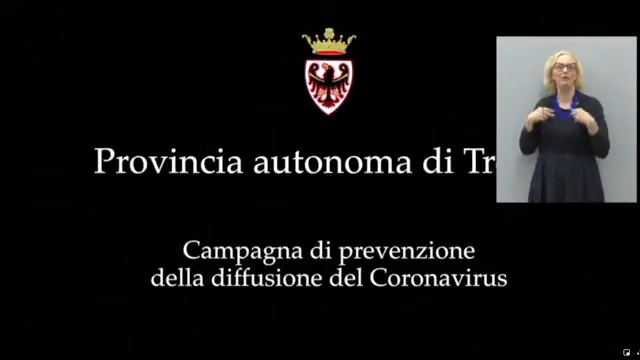 Provincia autonoma di
Campagna di prevenzione
della diffusione del Coronavirus